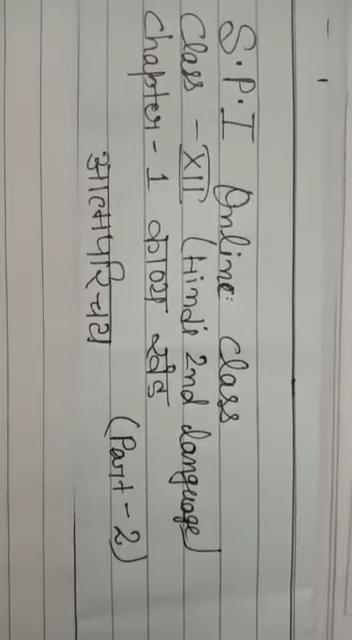 S.P.I Online: Class
Class - XII (Hindi 2nd language)
Chapter - 1 काव्य खंड
आत्मपरिचय
(Part - 2)